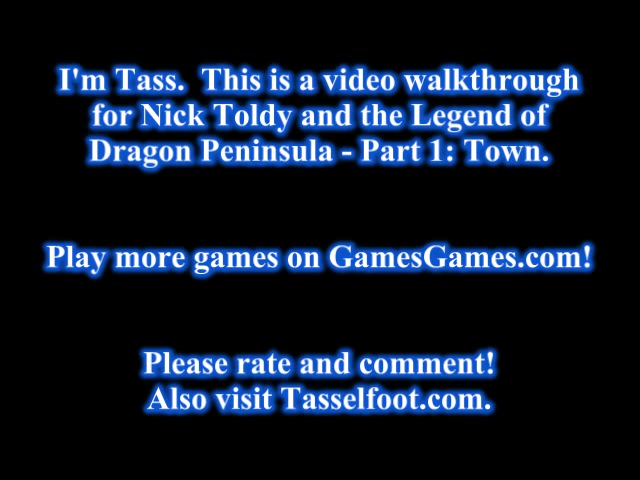 I'm Tass.  This is a video walkthrough
for Nick Toldy and the Legend of
Dragon Peninsula - Part 1: Town.
Play more games on GamesGames.com!
Please rate and comment!
Also visit Tasselfoot.com.